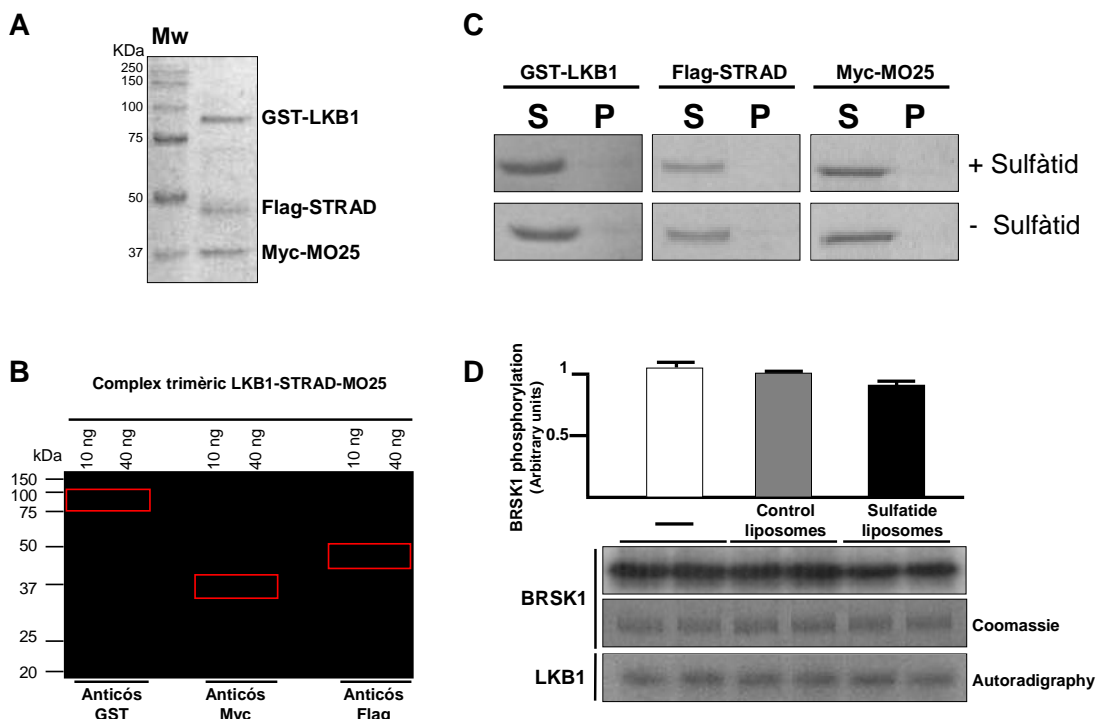 A
Mw
KDa
250
150
100
75
50
37
GST-LKB1
Flag-STRAD
Myc-MO25
C
GST-LKB1 Flag-STRAD Myc-MO25
S P S P S P
+ Sulfàtid
- Sulfàtid
B
Complex trimèric LKB1-STRAD-MO25
10 ng 40 ng 10 ng 40 ng 10 ng 40 ng
kDa
150
100
75
50
37
25
20
Anticós GST
Anticós Myc
Anticós Flag
D
BRSK1 phosphorylation
(Arbitrary units)
1
0.5
Control
liposomes
Sulfatide
liposomes
BRSK1
Coomassie
LKB1
Autoradigraphy